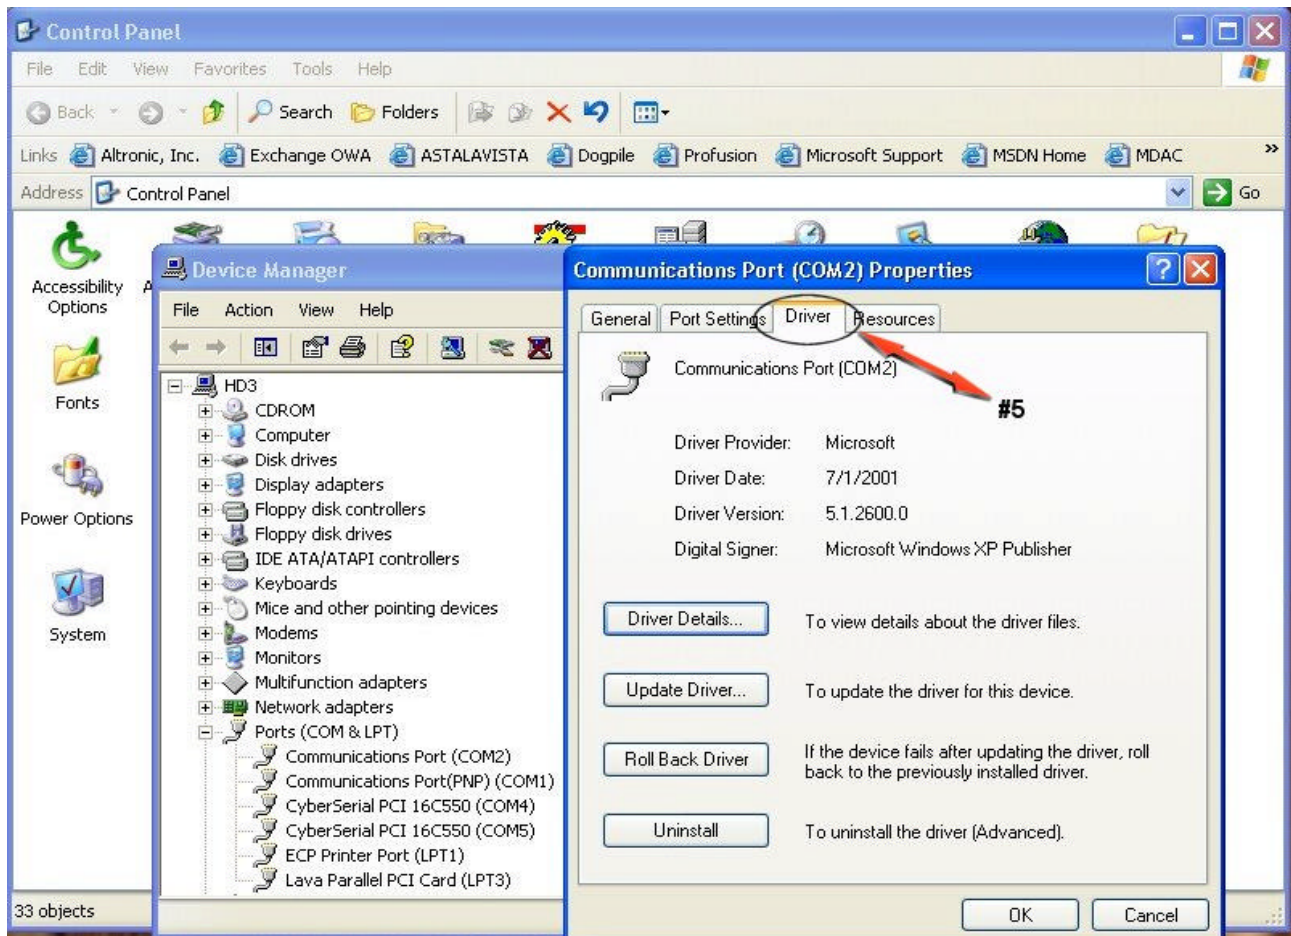 Control Panel
File Edit View Favorites Tools Help
Back Search Folders
Links Altronic, Inc. Exchange OWA ASTALAVISTA Dogpile Profusion Microsoft Support MSDN Home MDAC »
Address Control Panel Go
Accessibility
Options
Fonts
Power Options
System
33 objects
Device Manager
File Action View Help
HD3
CDROM
Computer
Disk drives
Display adapters
Floppy disk controllers
Floppy disk drives
IDE ATA/ATAPI controllers
Keyboards
Mice and other pointing devices
Modems
Monitors
Multifunction adapters
Network adapters
Ports (COM & LPT)
Communications Port (COM2)
Communications Port(PNP) (COM1)
CyberSerial PCI 16C550 (COM4)
CyberSerial PCI 16C550 (COM5)
ECP Printer Port (LPT1)
Lava Parallel PCI Card (LPT3)
Communications Port (COM2) Properties
General Port Settings Driver Resources
Communications Port (COM2)
#5
Driver Provider: Microsoft
Driver Date: 7/1/2001
Driver Version: 5.1.2600.0
Digital Signer: Microsoft Windows XP Publisher
Driver Details... To view details about the driver files.
Update Driver... To update the driver for this device.
Roll Back Driver If the device fails after updating the driver, roll
back to the previously installed driver.
Uninstall To uninstall the driver (Advanced).
OK Cancel